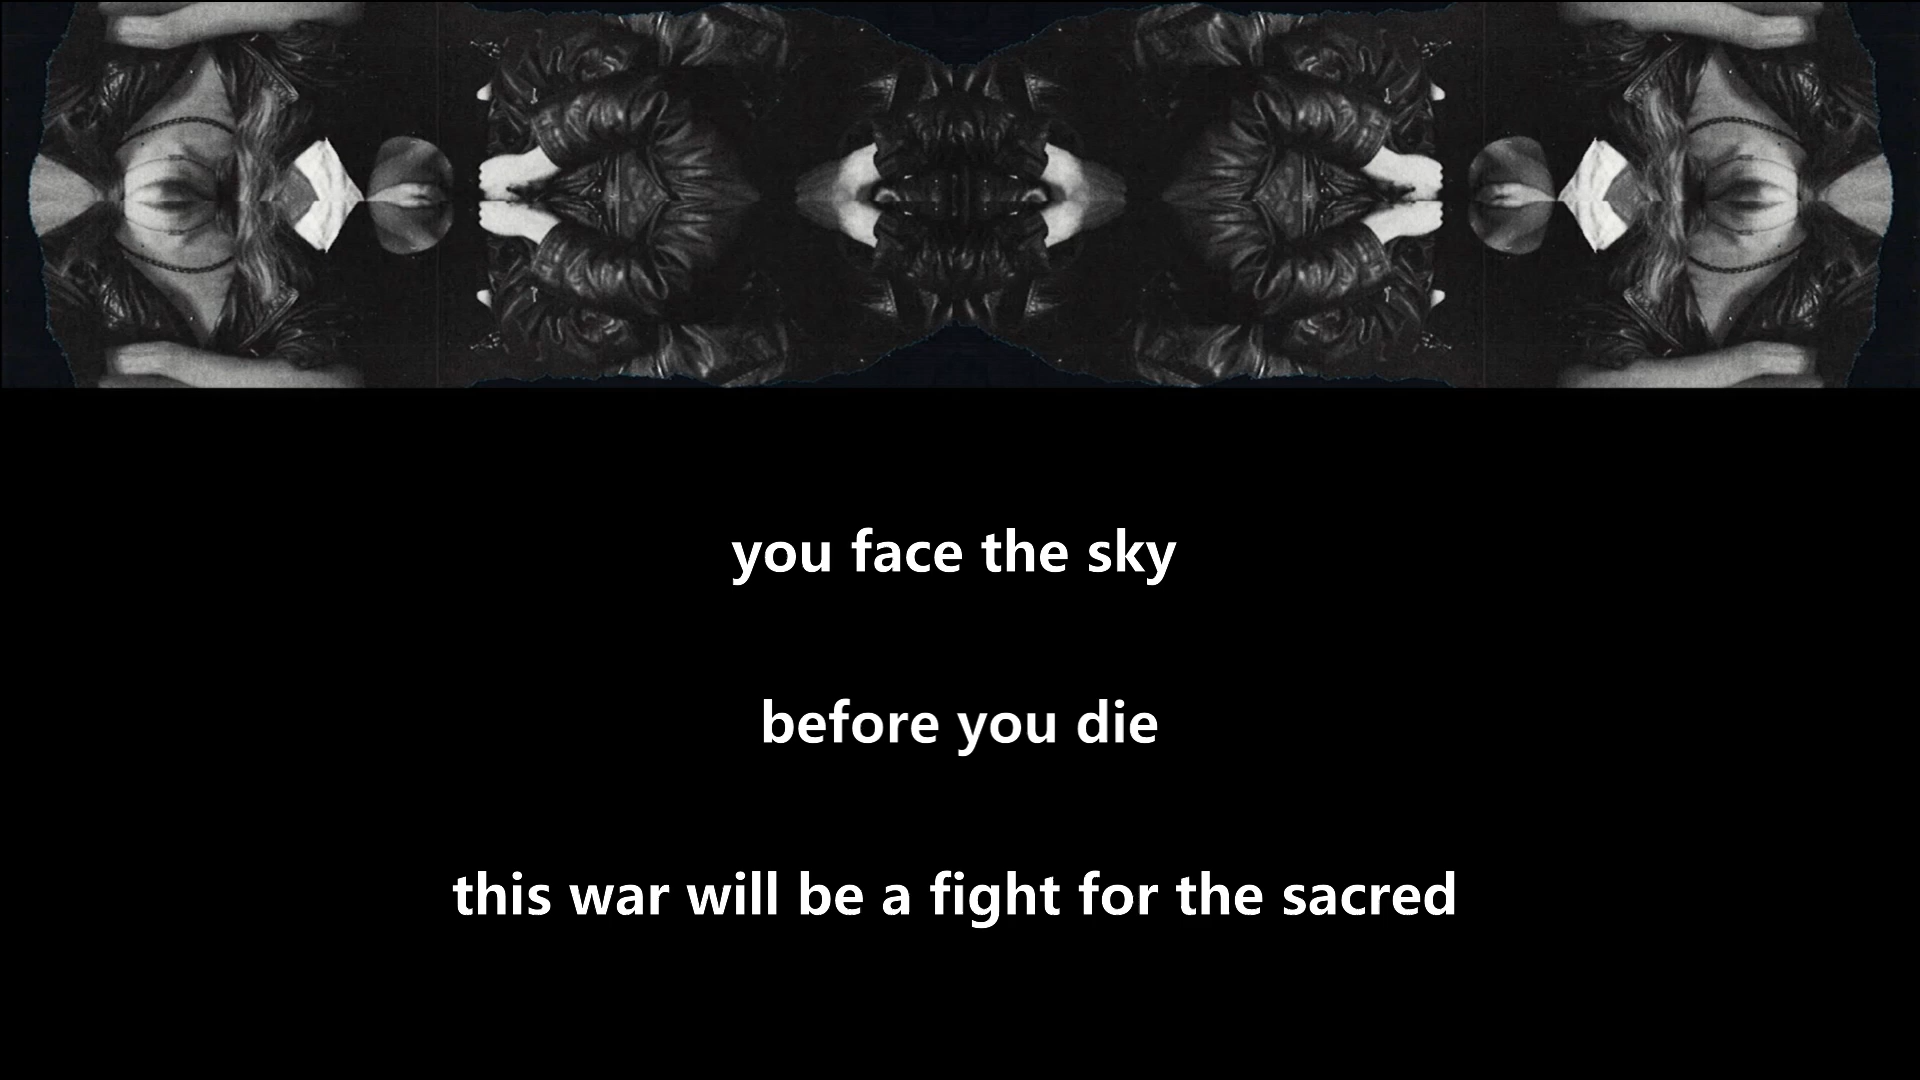 you face the sky
before you die
this war will be a fight for the sacred